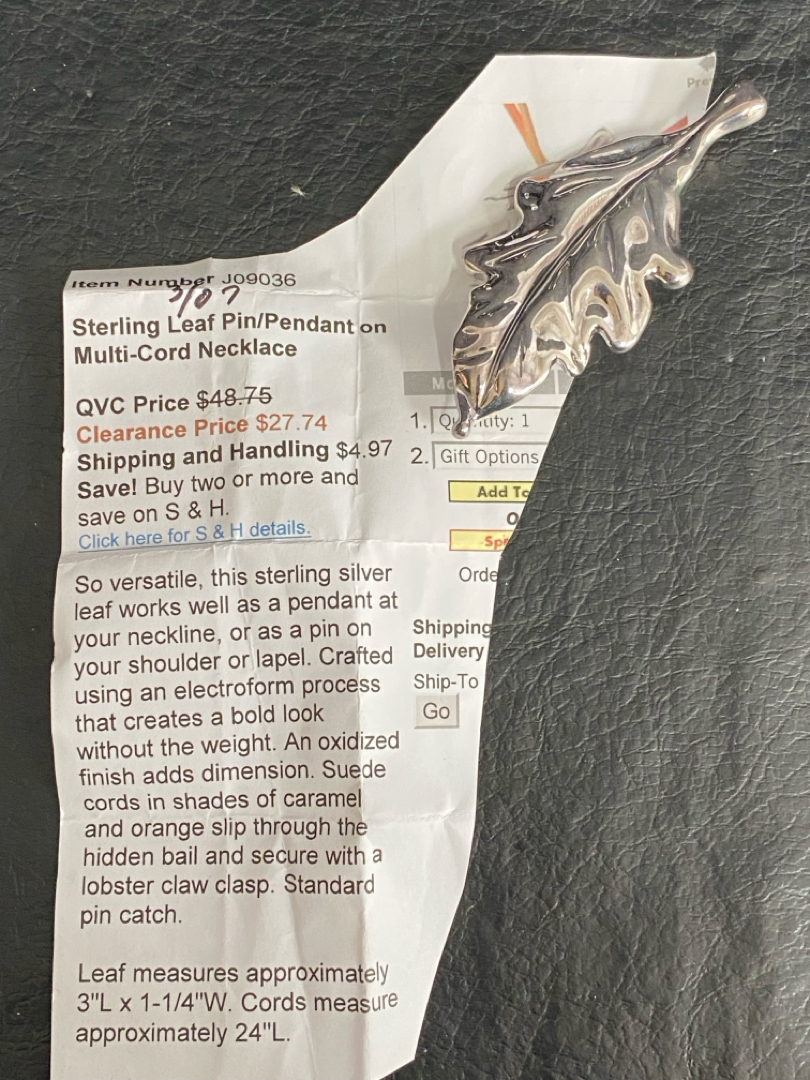 Item Number J09036
3/07
Sterling Leaf Pin/Pendant on
Multi-Cord Necklace
QVC Price $48.75
Clearance Price $27.74
Shipping and Handling $4.97
Save! Buy two or more and
save on S & H.
Click here for S & H details.
So versatile, this sterling silver
leaf works well as a pendant at
your neckline, or as a pin on
your shoulder or lapel. Crafted
using an electroform process
that creates a bold look
without the weight. An oxidized
finish adds dimension. Suede
cords in shades of caramel
and orange slip through the
hidden bail and secure with a
lobster claw clasp. Standard
pin catch.
Leaf measures approximately
3"L x 1-1/4"W. Cords measure
approximately 24"L.
1. Quantity: 1
2. Gift Options
Add To
Orde
Shipping
Delivery
Ship-To
Go